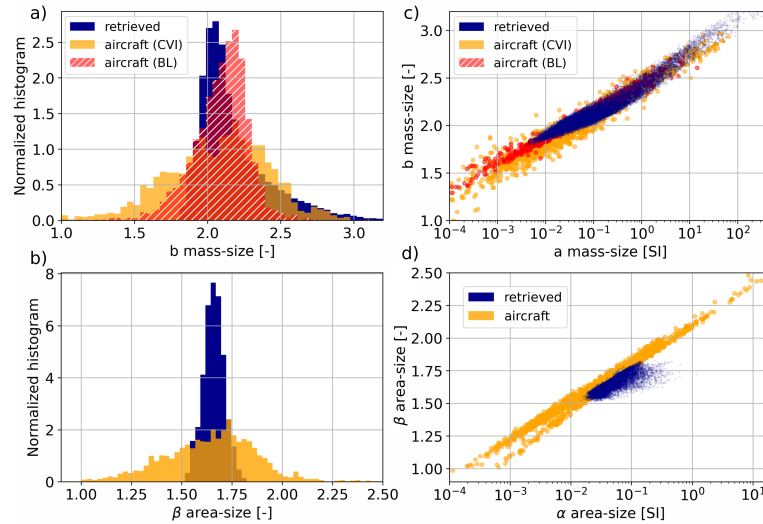 a)
retrieved
aircraft (CVI)
aircraft (BL)
Normalized histogram
2.5
2.0
1.5
1.0
0.5
0.0
1.0 1.5 2.0 2.5 3.0
b mass-size [-]
c)
retrieved
aircraft (CVI)
aircraft (BL)
b mass-size [-]
3.0
2.5
2.0
1.5
1.0
10⁻⁴ 10⁻³ 10⁻² 10⁻¹ 10⁰ 10¹ 10²
a mass-size [SI]
b)
Normalized histogram
8
6
4
2
0
1.00 1.25 1.50 1.75 2.00 2.25 2.50
β area-size [-]
d)
retrieved
aircraft
β area-size [-]
2.50
2.25
2.00
1.75
1.50
1.25
1.00
10⁻⁴ 10⁻³ 10⁻² 10⁻¹ 10⁰ 10¹
α area-size [SI]